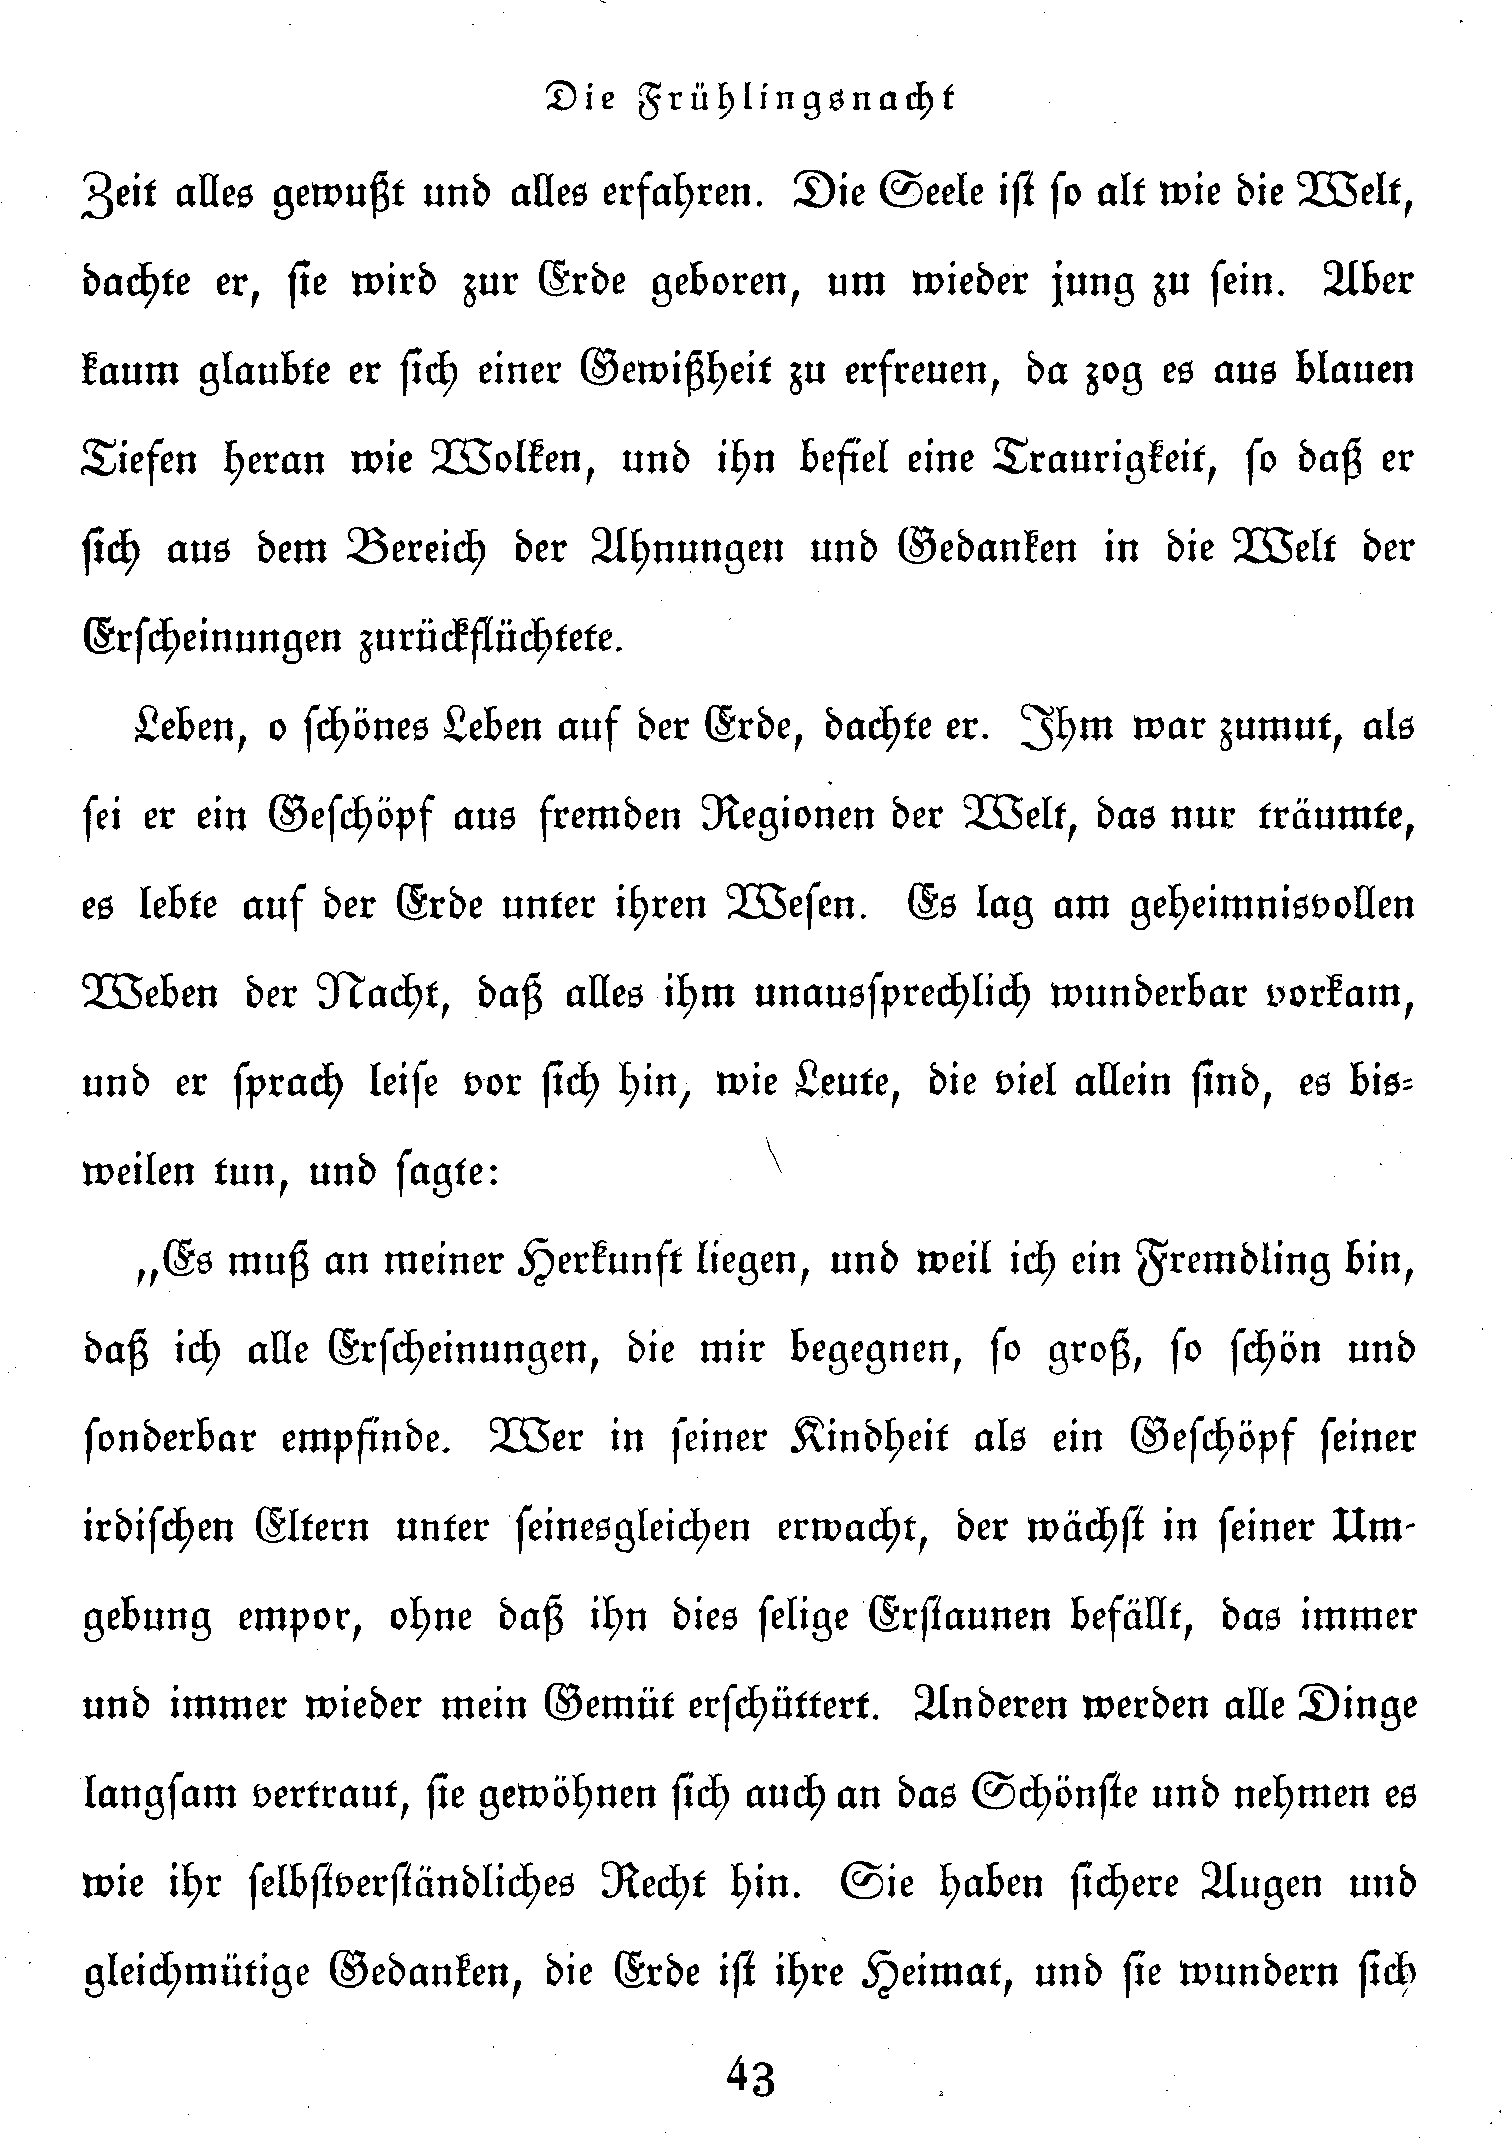 Die Frühlingsnacht
Zeit alles gewußt und alles erfahren. Die Seele iſt ſo alt wie die Welt,
dachte er, ſie wird zur Erde geboren, um wieder jung zu ſein. Aber
kaum glaubte er ſich einer Gewißheit zu erfreuen, da zog es aus blauen
Tiefen heran wie Wolken, und ihn befiel eine Traurigkeit, ſo daß er
ſich aus dem Bereich der Ahnungen und Gedanken in die Welt der
Erſcheinungen zurückflüchtete.
Leben, o ſchönes Leben auf der Erde, dachte er. Ihm war zumut, als
ſei er ein Geſchöpf aus fremden Regionen der Welt, das nur träumte,
es lebte auf der Erde unter ihren Weſen. Es lag am geheimnisvollen
Weben der Nacht, daß alles ihm unausſprechlich wunderbar vorkam,
und er ſprach leiſe vor ſich hin, wie Leute, die viel allein ſind, es bis-
weilen tun, und ſagte:
„Es muß an meiner Herkunft liegen, und weil ich ein Fremdling bin,
daß ich alle Erſcheinungen, die mir begegnen, ſo groß, ſo ſchön und
ſonderbar empfinde. Wer in ſeiner Kindheit als ein Geſchöpf ſeiner
irdiſchen Eltern unter ſeinesgleichen erwacht, der wächſt in ſeiner Um-
gebung empor, ohne daß ihn dies ſelige Erſtaunen befällt, das immer
und immer wieder mein Gemüt erſchüttert. Anderen werden alle Dinge
langſam vertraut, ſie gewöhnen ſich auch an das Schönſte und nehmen es
wie ihr ſelbſtverſtändliches Recht hin. Sie haben ſichere Augen und
gleichmütige Gedanken, die Erde iſt ihre Heimat, und ſie wundern ſich
43